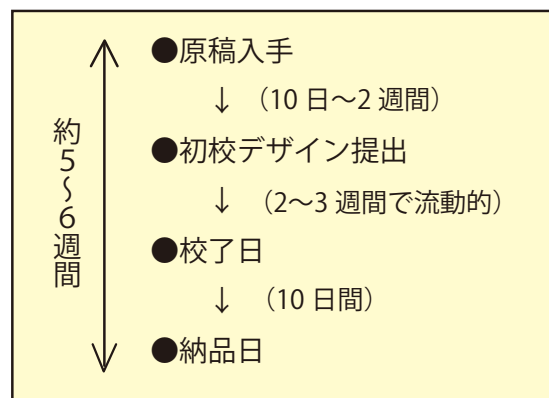 ●原稿入手
↓（10日〜2週間）
●初校デザイン提出
↓（2〜3週間で流動的）
●校了日
↓（10日間）
●納品日
約5〜6週間